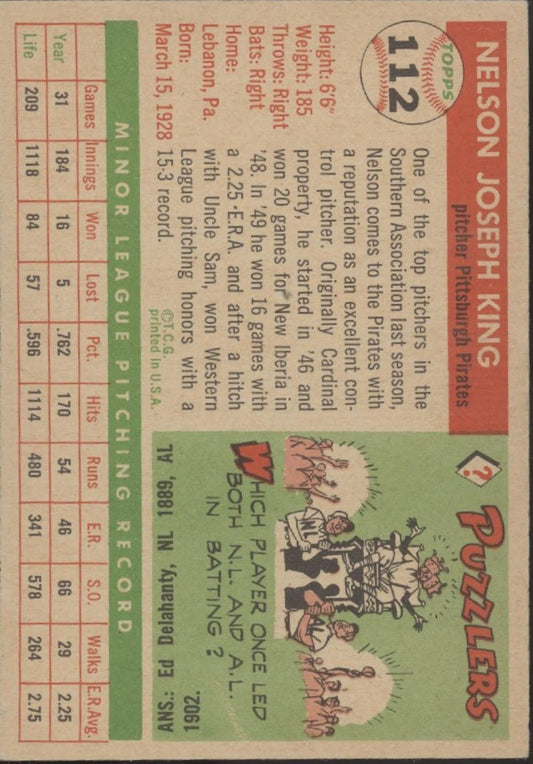 TOPPS
112
NELSON JOSEPH KING
pitcher Pittsburgh Pirates
Height: 6'6"
Weight: 185
Throws: Right
Bats: Right
Home:
Lebanon, Pa.
Born:
March 15, 1928
One of the top pitchers in the
Southern Association last season,
Nelson comes to the Pirates with
a reputation as an excellent con-
trol pitcher. Originally Cardinal
property, he started in '46 and
won 20 games for New Iberia in
'48. In '49 he won 16 games with
a 2.25 E.R.A. and after a hitch
with Uncle Sam, won Western
League pitching honors with a
15-3 record.
©T.C.G.
printed in U.S.A.
?
PUZZLERS
NL
AL
WHICH PLAYER ONCE LED
BOTH N.L. AND A.L.
IN BATTING?
ANS.: Ed Delahanty, NL 1889, AL
1902.
MINOR LEAGUE PITCHING RECORD
Games Innings Won Lost Pct. Hits Runs E.R. S.O. Walks E.R.Avg.
Year 31 184 16 5 .762 170 54 46 66 29 2.25
Life 209 1118 84 57 .596 1114 480 341 578 264 2.75